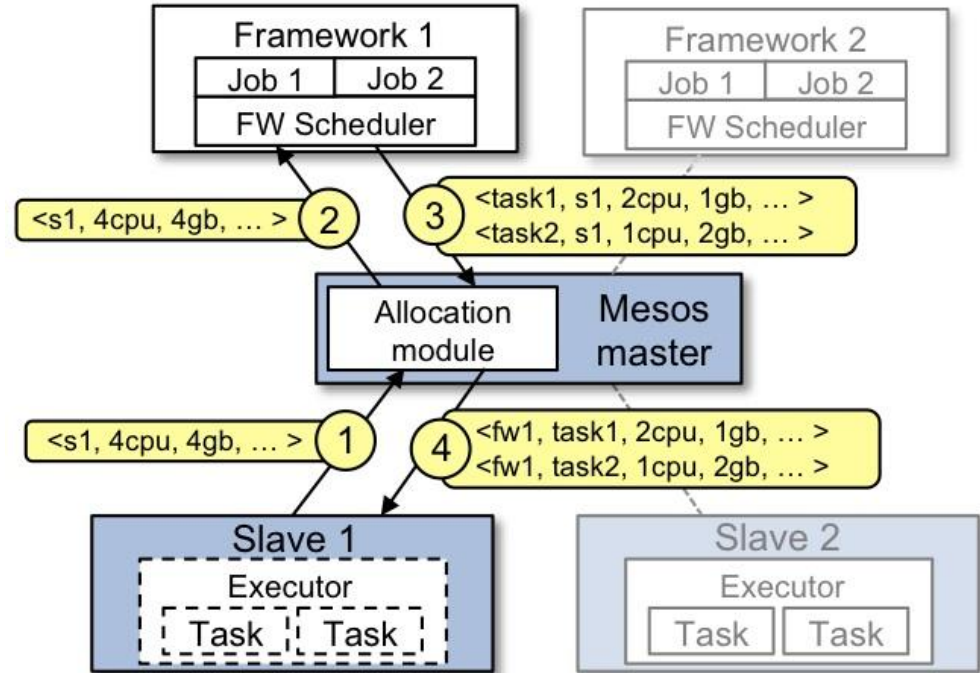 Framework 1
Job 1 Job 2
FW Scheduler
Framework 2
Job 1 Job 2
FW Scheduler
<s1, 4cpu, 4gb, … >
2
3
<task1, s1, 2cpu, 1gb, … >
<task2, s1, 1cpu, 2gb, … >
Allocation
module
Mesos
master
<s1, 4cpu, 4gb, … >
1
4
<fw1, task1, 2cpu, 1gb, … >
<fw1, task2, 1cpu, 2gb, … >
Slave 1
Executor
Task Task
Slave 2
Executor
Task Task